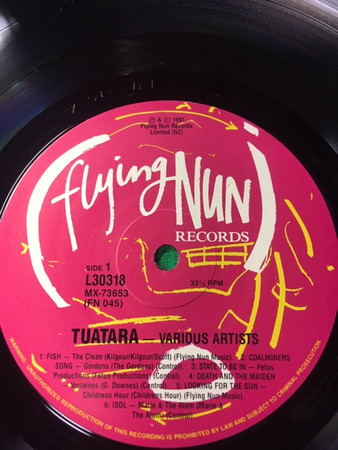 ℗ & © 1991
Flying Nun Records
Limited (NZ)
flying NUN
RECORDS
SIDE 1
L30318
MX-73653
(FN 045)
33⅓ RPM
TUATARA — VARIOUS ARTISTS
1. FISH — The Clean (Kilgour/Kilgour/Scott) (Flying Nun Music). 2. COALMINERS
SONG — Gordons (The Gordons) (Control). 3. STATE TO BE IN — Fetus
Productions (Fetus Productions) (Control). 4. DEATH AND THE MAIDEN
— Verlaines (G. Downes) (Control). 5. LOOKING FOR THE SUN —
Childrens Hour (Childrens Hour) (Flying Nun Music).
6. ISOL — Marie & The Atom (Marie &
The Atom) (Control)
WARNING: UNAUTHORIZED REPRODUCTION OF THIS RECORDING IS PROHIBITED BY LAW AND SUBJECT TO CRIMINAL PROSECUTION